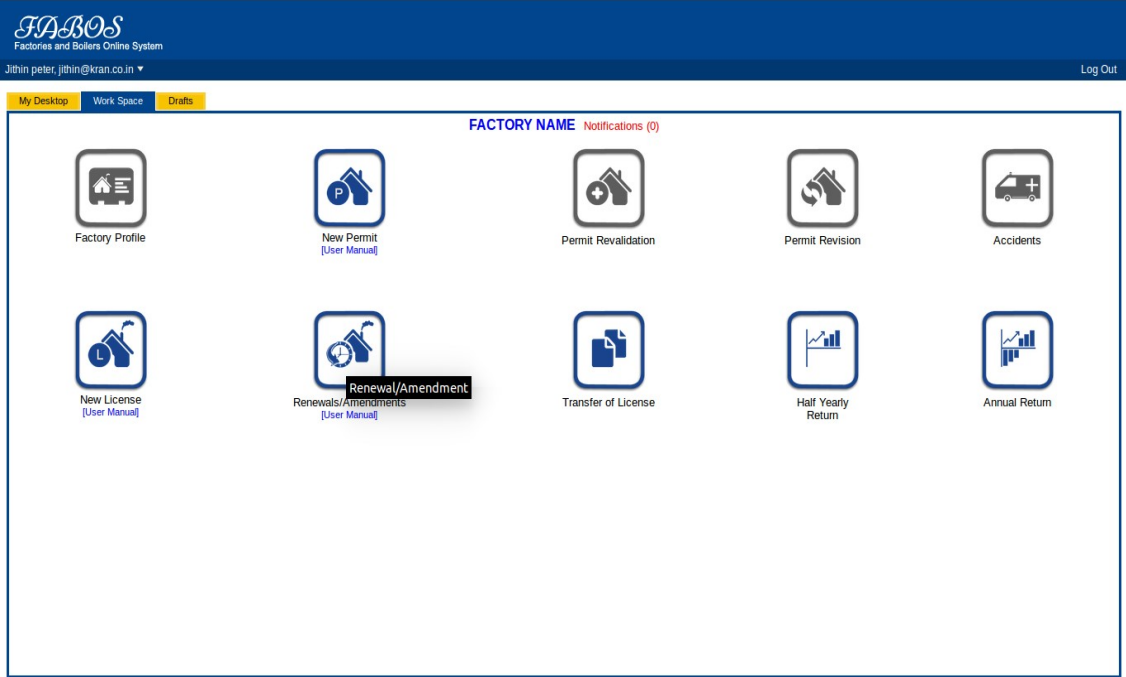 FABOS
Factories and Boilers Online System
Jithin peter, jithin@kran.co.in ▼ Log Out
My Desktop Work Space Drafts
FACTORY NAME Notifications (0)
P
Factory Profile New Permit Permit Revalidation Permit Revision Accidents
[User Manual]
L
Renewal/Amendment
New License Renewals/Amendments Transfer of License Half Yearly Annual Return
[User Manual] [User Manual] Return